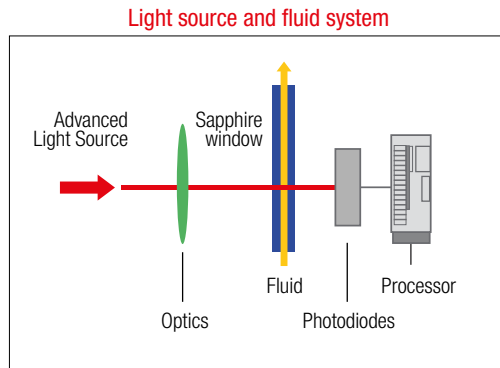 Light source and fluid system
Advanced
Light Source
Sapphire
window
Fluid
Processor
Optics
Photodiodes